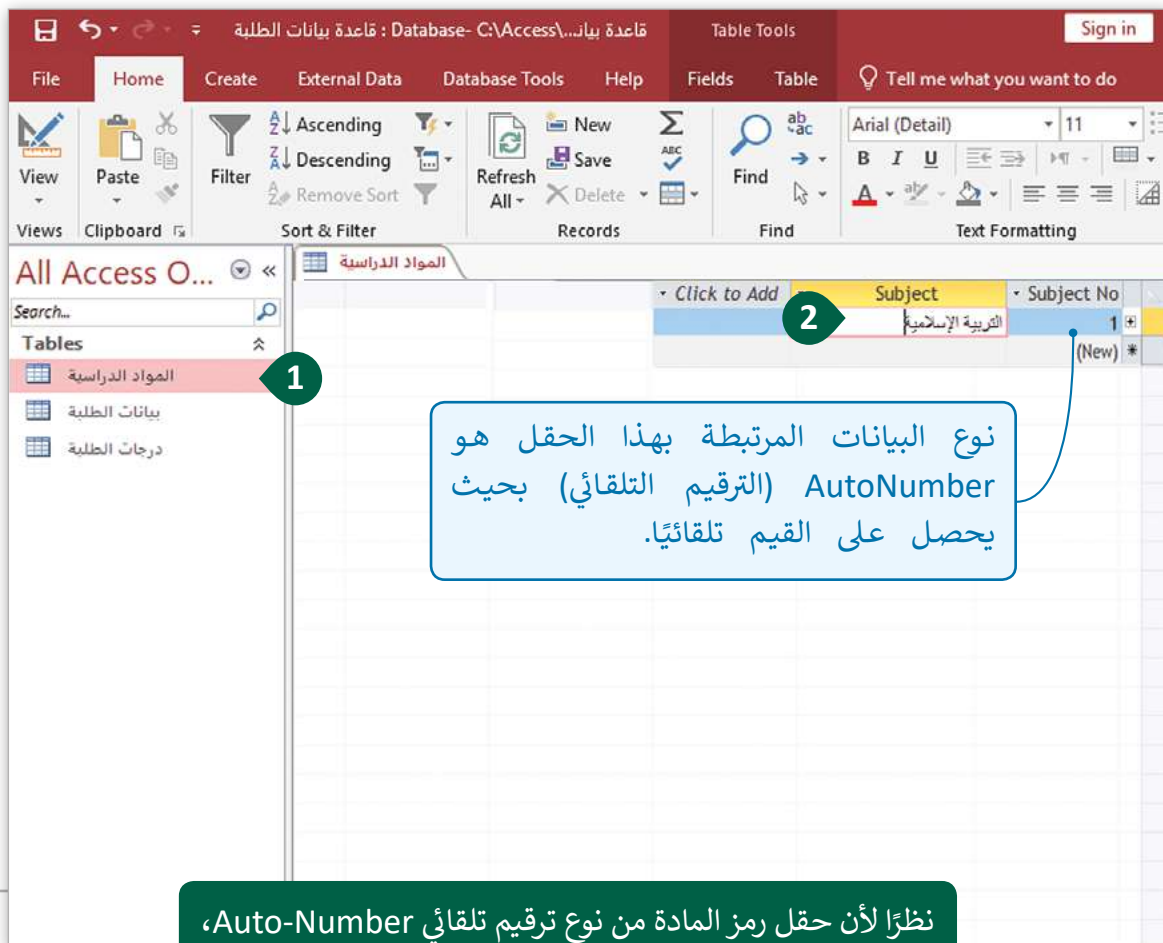 قاعدة بيانات الطلبة : Database- C:\Access\...قاعدة بيانـ
Table Tools
Sign in
File Home Create External Data Database Tools Help Fields Table Tell me what you want to do
View
Paste
Filter
Ascending
Descending
Remove Sort
Refresh All
New
Save
Delete
Find
Arial (Detail) 11
B I U
Views Clipboard Sort & Filter Records Find Text Formatting
All Access O...
Search...
Tables
المواد الدراسية
بيانات الطلبة
درجات الطلبة
1
المواد الدراسية
Subject No Subject Click to Add
1 التربية الإسلامية
2
(New)
نوع البيانات المرتبطة بهذا الحقل هو
AutoNumber (الترقيم التلقائي) بحيث
يحصل على القيم تلقائيًا.
نظرًا لأن حقل رمز المادة من نوع ترقيم تلقائي Auto-Number،